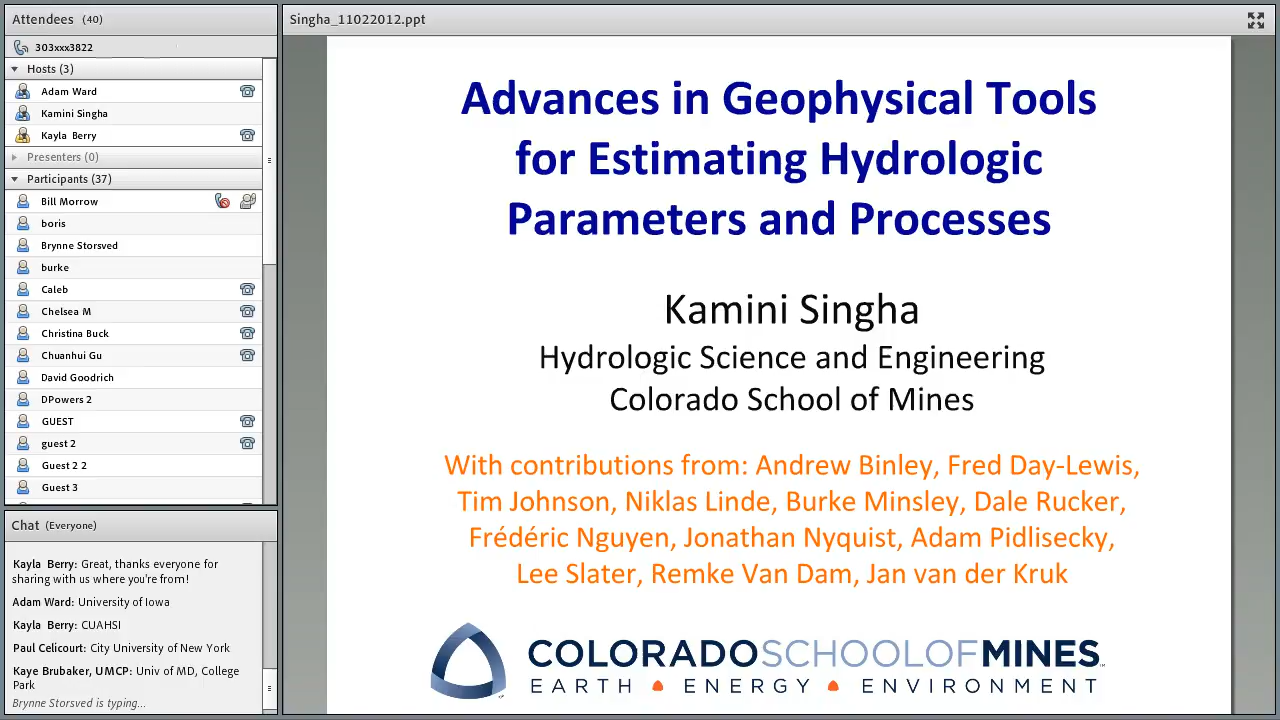 Attendees (40)
303xxx3822
Hosts (3)
Adam Ward
Kamini Singha
Kayla Berry
Presenters (0)
Participants (37)
Bill Morrow
boris
Brynne Storsved
burke
Caleb
Chelsea M
Christina Buck
Chuanhui Gu
David Goodrich
DPowers 2
GUEST
guest 2
Guest 2 2
Guest 3
Chat (Everyone)
Kayla Berry: Great, thanks everyone for
sharing with us where you're from!
Adam Ward: University of Iowa
Kayla Berry: CUAHSI
Paul Celicourt: City University of New York
Kaye Brubaker, UMCP: Univ of MD, College
Park
Brynne Storsved is typing...
Singha_11022012.ppt
Advances in Geophysical Tools
for Estimating Hydrologic
Parameters and Processes
Kamini Singha
Hydrologic Science and Engineering
Colorado School of Mines
With contributions from: Andrew Binley, Fred Day-Lewis,
Tim Johnson, Niklas Linde, Burke Minsley, Dale Rucker,
Frédéric Nguyen, Jonathan Nyquist, Adam Pidlisecky,
Lee Slater, Remke Van Dam, Jan van der Kruk
COLORADOSCHOOLOFMINES
EARTH ENERGY ENVIRONMENT